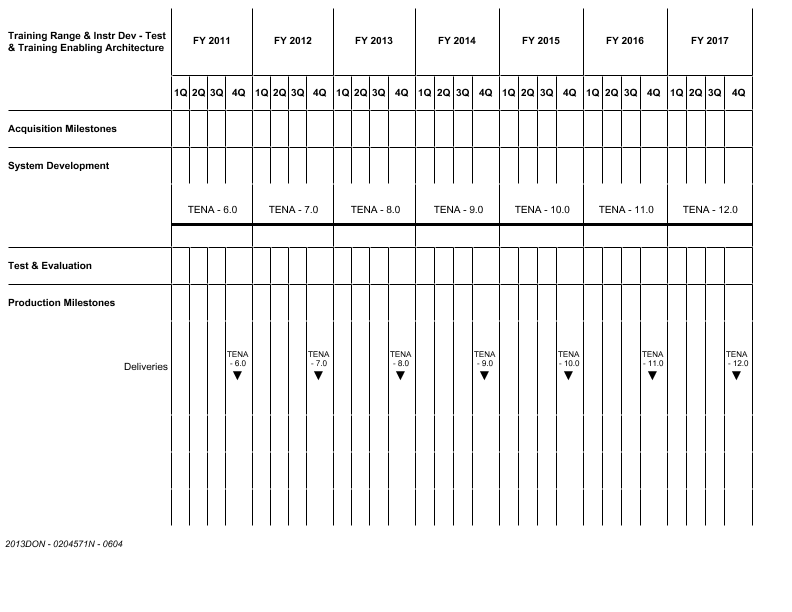 Training Range & Instr Dev - Test
& Training Enabling Architecture
FY 2011 FY 2012 FY 2013 FY 2014 FY 2015 FY 2016 FY 2017
1Q 2Q 3Q 4Q 1Q 2Q 3Q 4Q 1Q 2Q 3Q 4Q 1Q 2Q 3Q 4Q 1Q 2Q 3Q 4Q 1Q 2Q 3Q 4Q 1Q 2Q 3Q 4Q
Acquisition Milestones
System Development
TENA - 6.0 TENA - 7.0 TENA - 8.0 TENA - 9.0 TENA - 10.0 TENA - 11.0 TENA - 12.0
Test & Evaluation
Production Milestones
Deliveries
TENA TENA TENA TENA TENA TENA TENA
- 6.0 - 7.0 - 8.0 - 9.0 - 10.0 - 11.0 - 12.0
2013DON - 0204571N - 0604